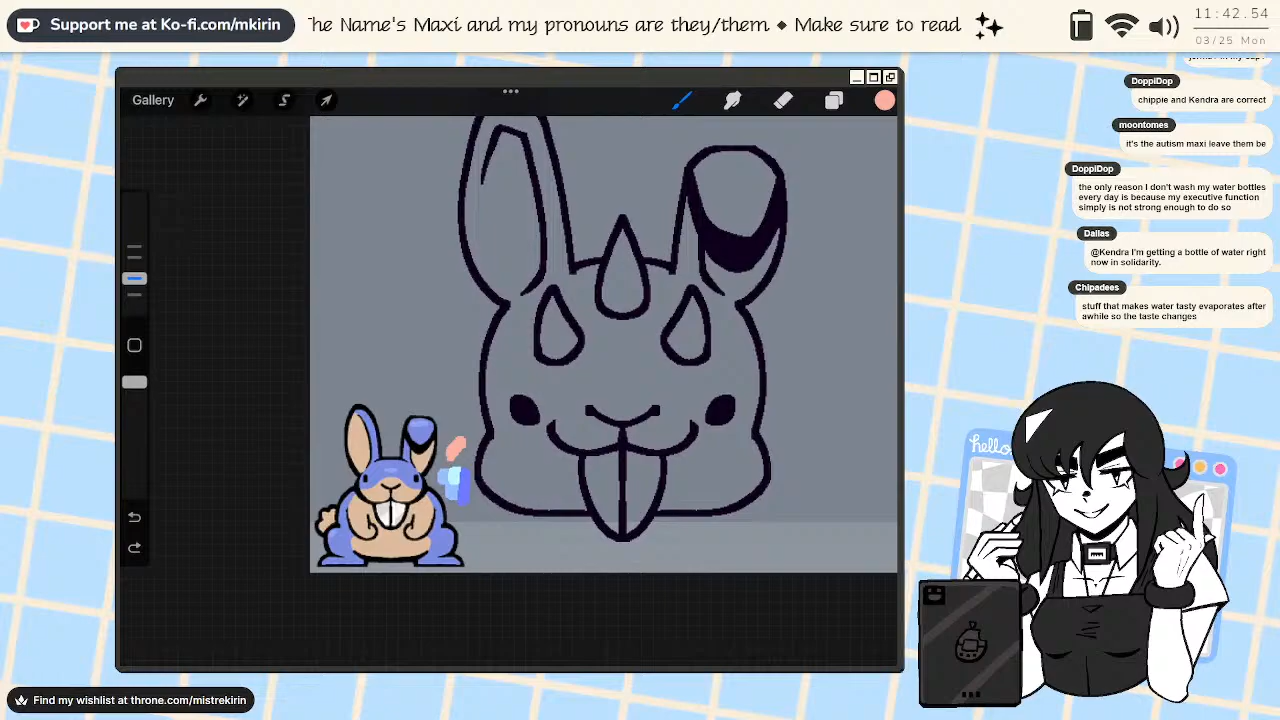 Support me at Ko-fi.com/mkirin
he Name's Maxi and my pronouns are they/them ◆ Make sure to read
11:42.54
03/25 Mon
DoppiDop
chippie and Kendra are correct
moontomes
it's the autism maxi leave them be
DoppiDop
the only reason I don't wash my water bottles
every day is because my executive function
simply is not strong enough to do so
Dallas
@Kendra I'm getting a bottle of water right
now in solidarity.
Chipadees
stuff that makes water tasty evaporates after
awhile so the taste changes
Gallery
hello
Find my wishlist at throne.com/mistrekirin